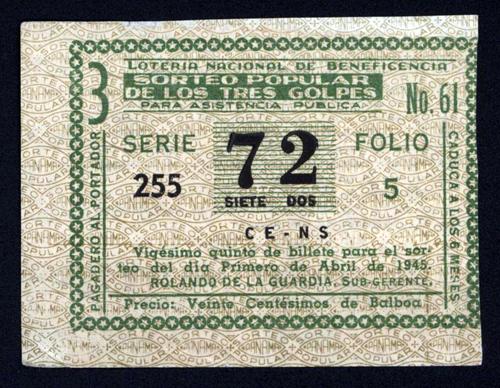 LOTERIA NACIONAL DE BENEFICENCIA
SORTEO POPULAR
DE LOS TRES GOLPES
PARA ASISTENCIA PUBLICA
3
No. 61
PAGADERO AL PORTADOR
SERIE
255
72
SIETE DOS
FOLIO
5
CADUCA A LOS 6 MESES
CE-NS
Vigésimo quinto de billete para el sor-
teo del día Primero de Abril de 1945.
ROLANDO DE LA GUARDIA, SUB-GERENTE.
Precio: Veinte Centésimos de Balboa